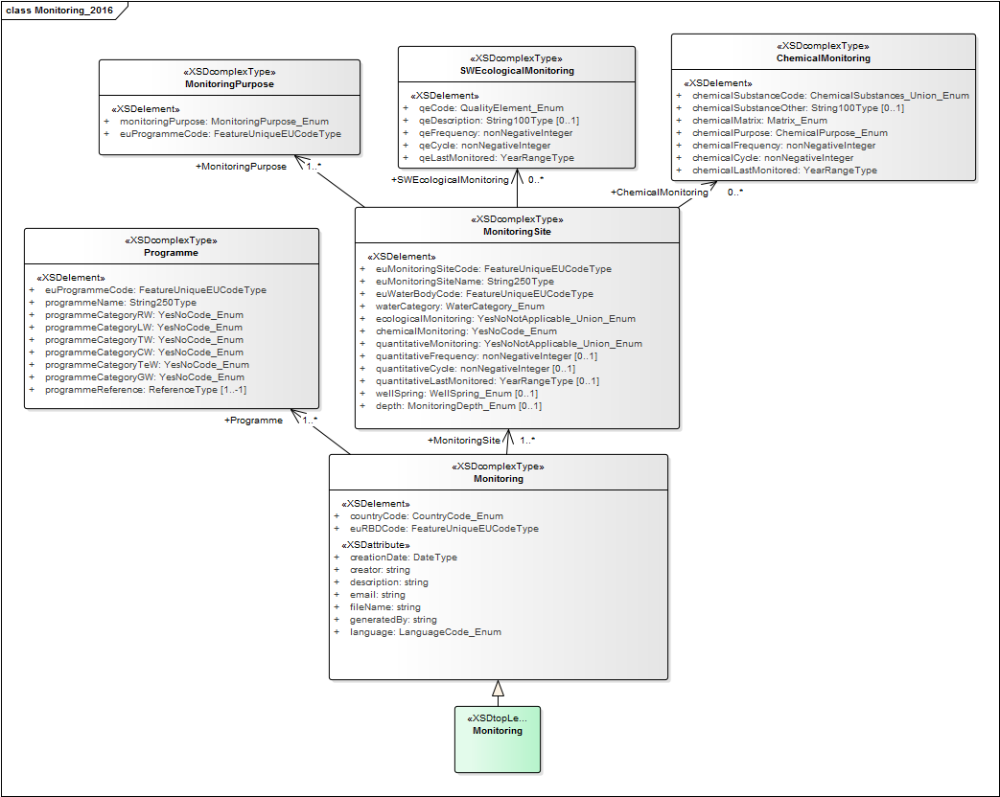 class Monitoring_2016
«XSDcomplexType»
MonitoringPurpose
«XSDelement»
+ monitoringPurpose: MonitoringPurpose_Enum
+ euProgrammeCode: FeatureUniqueEUCodeType
+MonitoringPurpose 1..*
«XSDcomplexType»
SWEcologicalMonitoring
«XSDelement»
+ qeCode: QualityElement_Enum
+ qeDescription: String100Type [0..1]
+ qeFrequency: nonNegativeInteger
+ qeCycle: nonNegativeInteger
+ qeLastMonitored: YearRangeType
+SWEcologicalMonitoring 0..*
«XSDcomplexType»
ChemicalMonitoring
«XSDelement»
+ chemicalSubstanceCode: ChemicalSubstances_Union_Enum
+ chemicalSubstanceOther: String100Type [0..1]
+ chemicalMatrix: Matrix_Enum
+ chemicalPurpose: ChemicalPurpose_Enum
+ chemicalFrequency: nonNegativeInteger
+ chemicalCycle: nonNegativeInteger
+ chemicalLastMonitored: YearRangeType
+ChemicalMonitoring 0..*
«XSDcomplexType»
Programme
«XSDelement»
+ euProgrammeCode: FeatureUniqueEUCodeType
+ programmeName: String250Type
+ programmeCategoryRW: YesNoCode_Enum
+ programmeCategoryLW: YesNoCode_Enum
+ programmeCategoryTW: YesNoCode_Enum
+ programmeCategoryCW: YesNoCode_Enum
+ programmeCategoryTeW: YesNoCode_Enum
+ programmeCategoryGW: YesNoCode_Enum
+ programmeReference: ReferenceType [1..-1]
+Programme 1..*
«XSDcomplexType»
MonitoringSite
«XSDelement»
+ euMonitoringSiteCode: FeatureUniqueEUCodeType
+ euMonitoringSiteName: String250Type
+ euWaterBodyCode: FeatureUniqueEUCodeType
+ waterCategory: WaterCategory_Enum
+ ecologicalMonitoring: YesNoNotApplicable_Union_Enum
+ chemicalMonitoring: YesNoCode_Enum
+ quantitativeMonitoring: YesNoNotApplicable_Union_Enum
+ quantitativeFrequency: nonNegativeInteger [0..1]
+ quantitativeCycle: nonNegativeInteger [0..1]
+ quantitativeLastMonitored: YearRangeType [0..1]
+ wellSpring: WellSpring_Enum [0..1]
+ depth: MonitoringDepth_Enum [0..1]
+MonitoringSite 1..*
«XSDcomplexType»
Monitoring
«XSDelement»
+ countryCode: CountryCode_Enum
+ euRBDCode: FeatureUniqueEUCodeType
«XSDattribute»
+ creationDate: DateType
+ creator: string
+ description: string
+ email: string
+ fileName: string
+ generatedBy: string
+ language: LanguageCode_Enum
«XSDtopLe...
Monitoring